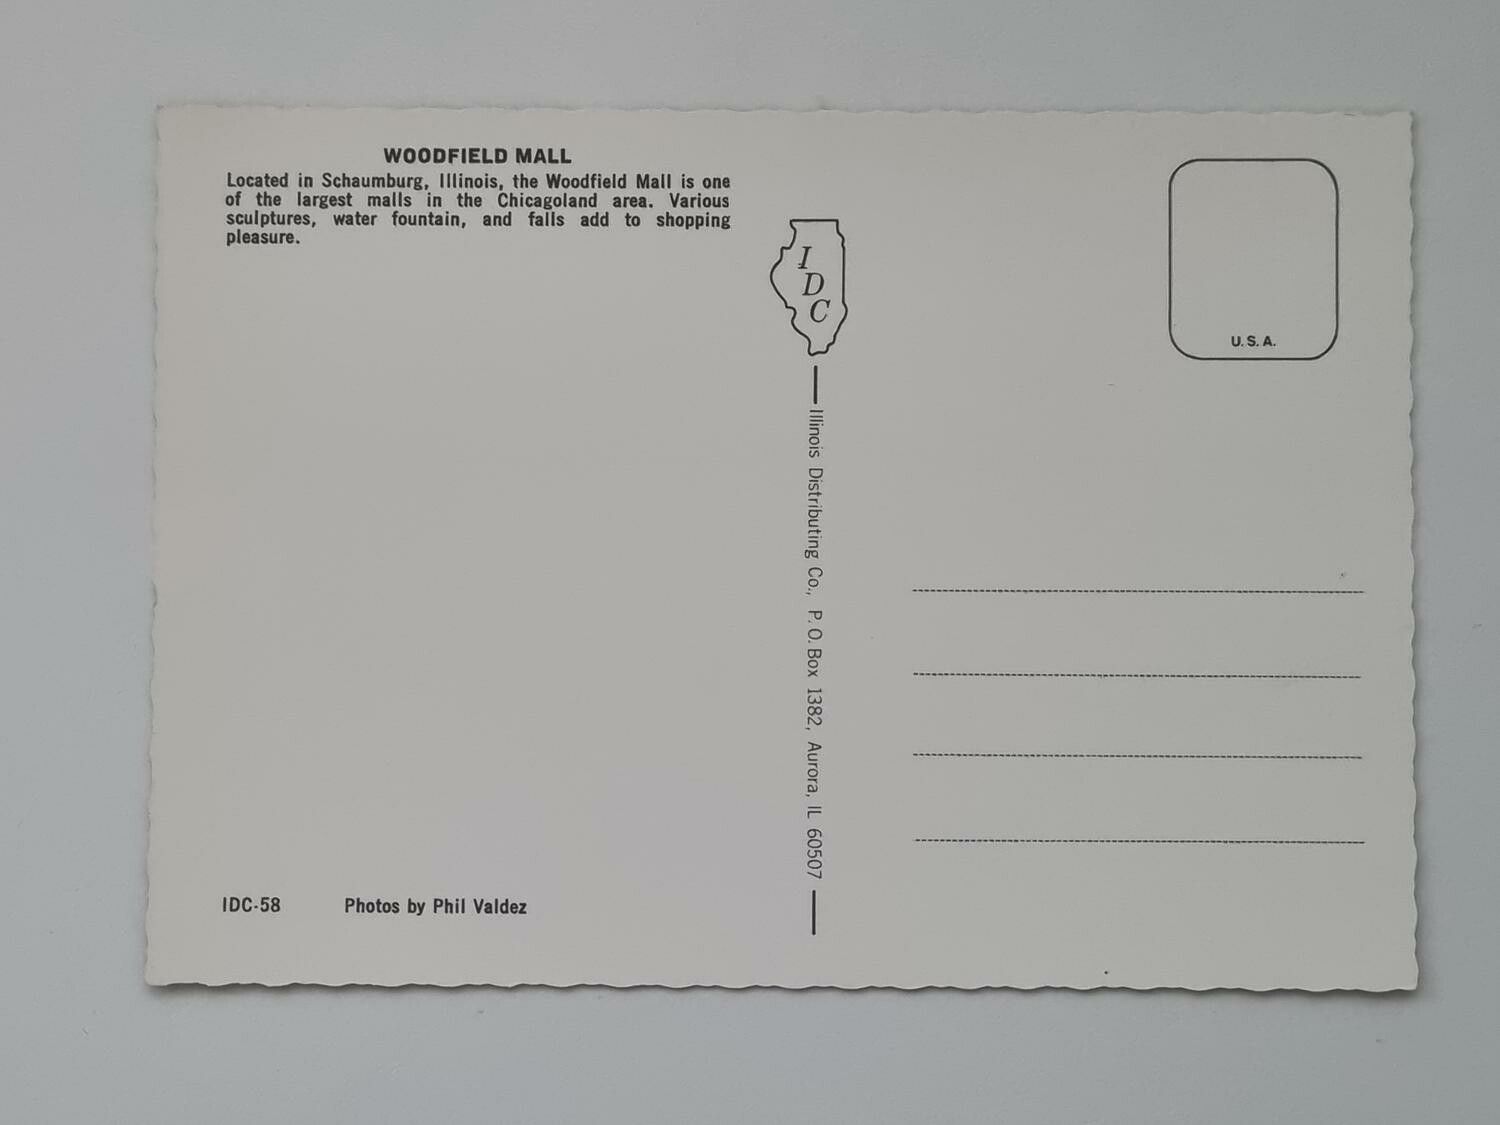 WOODFIELD MALL
Located in Schaumburg, Illinois, the Woodfield Mall is one
of the largest malls in the Chicagoland area. Various
sculptures, water fountain, and falls add to shopping
pleasure.
IDC-58 Photos by Phil Valdez
I
D
C
Illinois Distributing Co., P. O. Box 1382, Aurora, IL 60507
U. S. A.